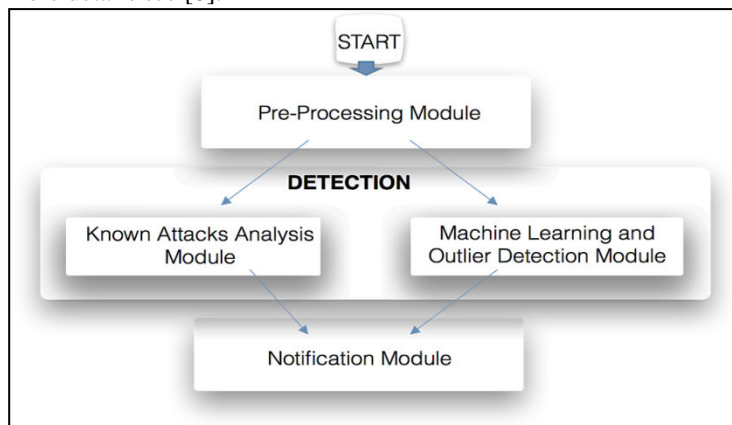 START
Pre-Processing Module
DETECTION
Known Attacks Analysis
Module
Machine Learning and
Outlier Detection Module
Notification Module